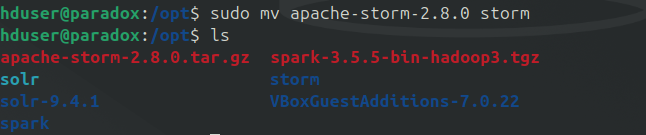 hduser@paradox:/opt$ sudo mv apache-storm-2.8.0 storm
hduser@paradox:/opt$ ls
apache-storm-2.8.0.tar.gz  spark-3.5.5-bin-hadoop3.tgz
solr                       storm
solr-9.4.1                 VBoxGuestAdditions-7.0.22
spark